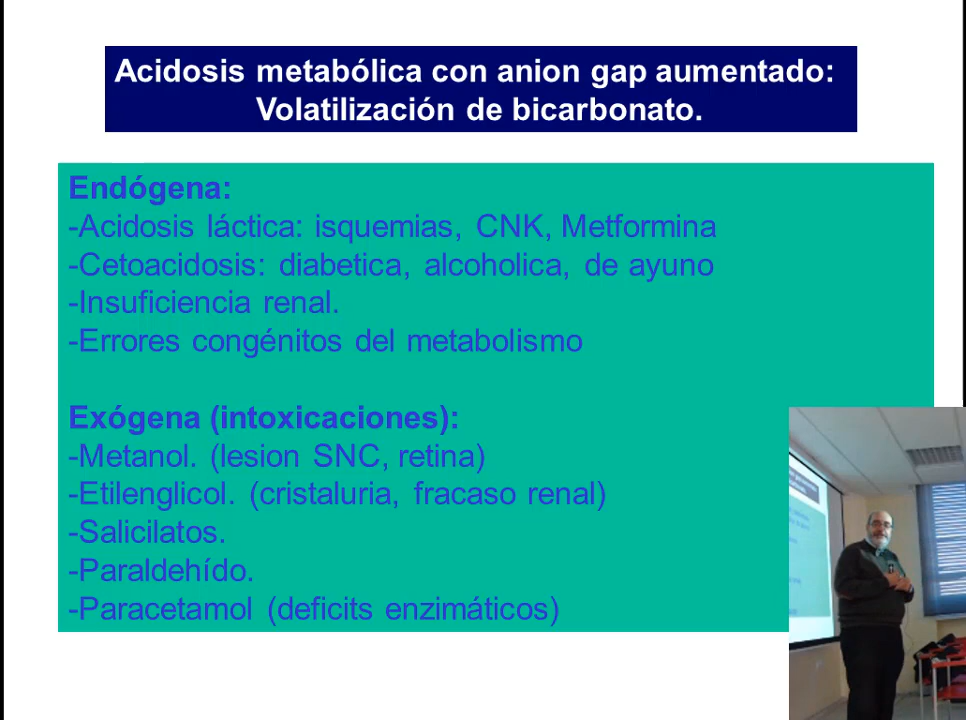 Acidosis metabólica con anion gap aumentado:
Volatilización de bicarbonato.
Endógena:
-Acidosis láctica: isquemias, CNK, Metformina
-Cetoacidosis: diabetica, alcoholica, de ayuno
-Insuficiencia renal.
-Errores congénitos del metabolismo
Exógena (intoxicaciones):
-Metanol. (lesion SNC, retina)
-Etilenglicol. (cristaluria, fracaso renal)
-Salicilatos.
-Paraldehído.
-Paracetamol (deficits enzimáticos)